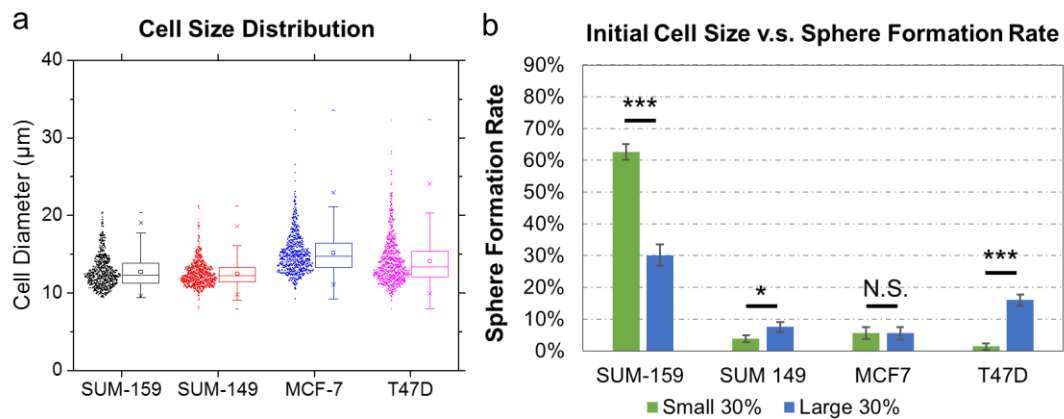 a
Cell Size Distribution
Cell Diameter (µm)
40
30
20
10
0
SUM-159 SUM-149 MCF-7 T47D
b
Initial Cell Size v.s. Sphere Formation Rate
Sphere Formation Rate
90%
80%
70%
60%
50%
40%
30%
20%
10%
0%
***
*
N.S.
***
SUM-159 SUM 149 MCF7 T47D
Small 30% Large 30%